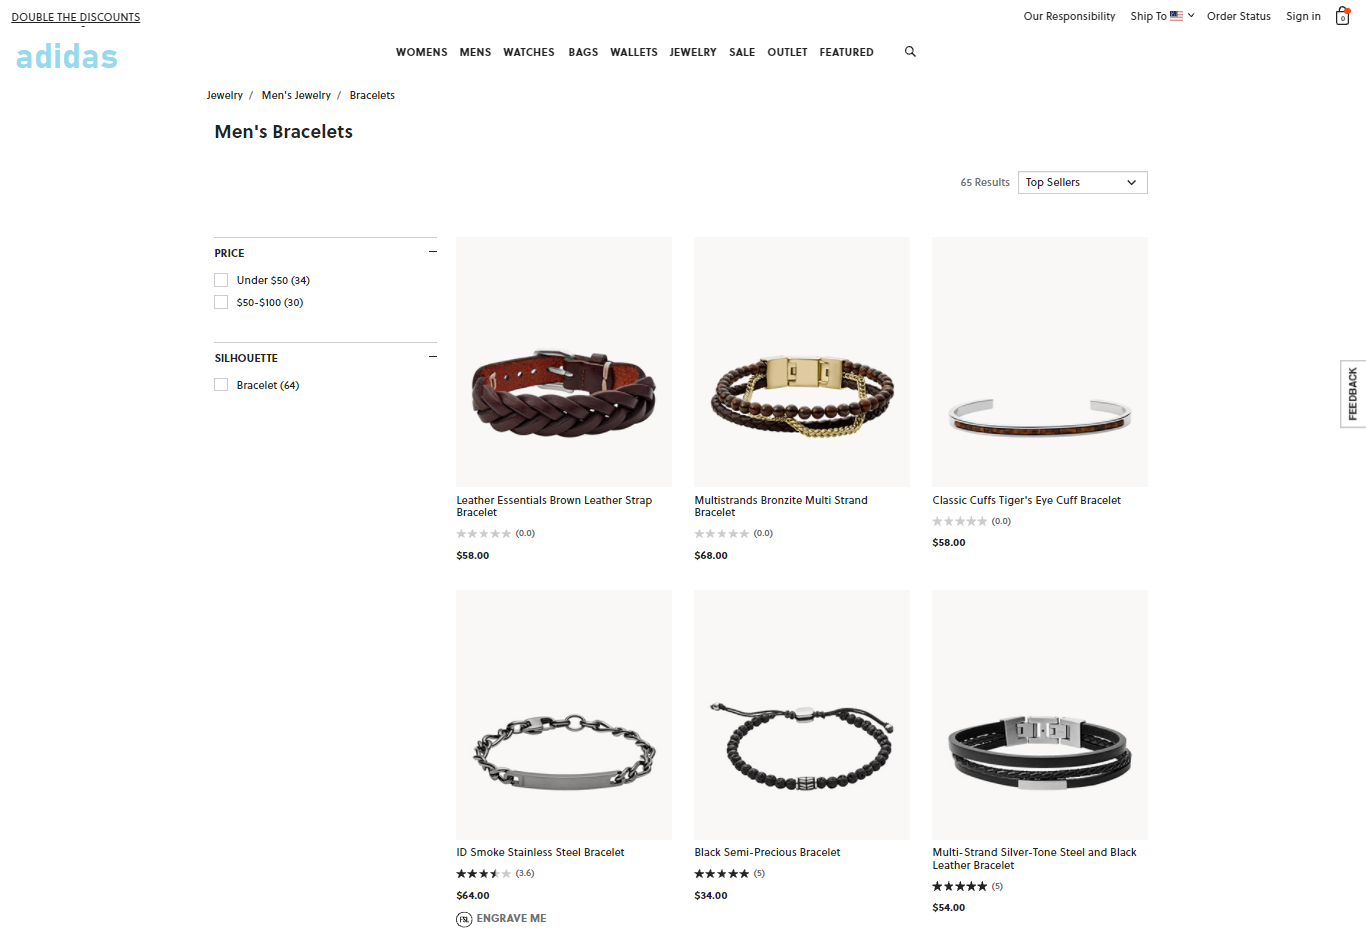 DOUBLE THE DISCOUNTS
Our Responsibility Ship To Order Status Sign in 0
adidas
WOMENS MENS WATCHES BAGS WALLETS JEWELRY SALE OUTLET FEATURED
Jewelry / Men's Jewelry / Bracelets
Men's Bracelets
65 Results Top Sellers
PRICE
Under $50 (34)
$50-$100 (30)
SILHOUETTE
Bracelet (64)
FEEDBACK
Leather Essentials Brown Leather Strap
Bracelet
(0.0)
$58.00
Multistrands Bronzite Multi Strand
Bracelet
(0.0)
$68.00
Classic Cuffs Tiger's Eye Cuff Bracelet
(0.0)
$58.00
ID Smoke Stainless Steel Bracelet
(3.6)
$64.00
FSL ENGRAVE ME
Black Semi-Precious Bracelet
(5)
$34.00
Multi-Strand Silver-Tone Steel and Black
Leather Bracelet
(5)
$54.00